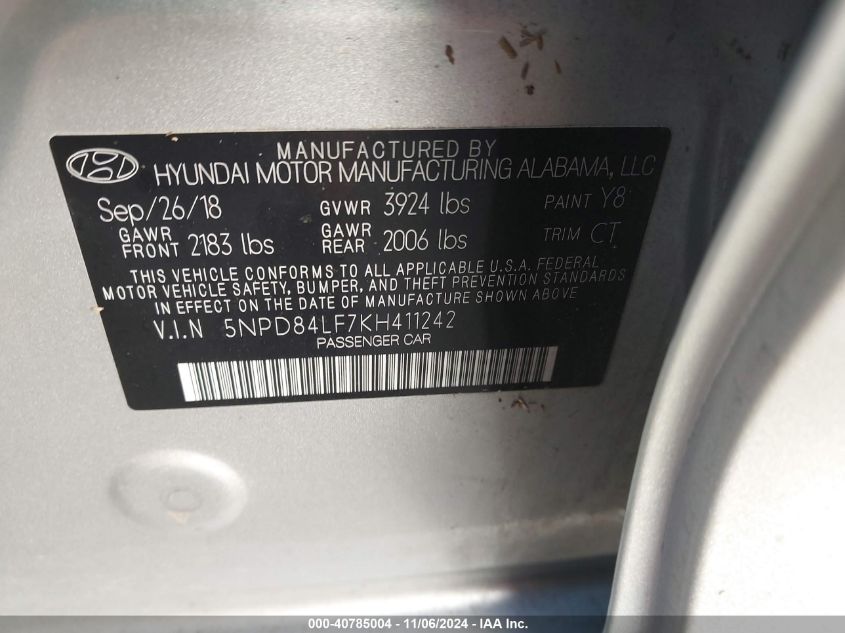 MANUFACTURED BY
HYUNDAI MOTOR MANUFACTURING ALABAMA, LLC
Sep/26/18 GVWR 3924 lbs PAINT Y8
GAWR FRONT 2183 lbs GAWR REAR 2006 lbs TRIM CT
THIS VEHICLE CONFORMS TO ALL APPLICABLE U.S.A. FEDERAL
MOTOR VEHICLE SAFETY, BUMPER, AND THEFT PREVENTION STANDARDS
IN EFFECT ON THE DATE OF MANUFACTURE SHOWN ABOVE.
V.I.N 5NPD84LF7KH411242
PASSENGER CAR
000-40785004 - 11/06/2024 - IAA Inc.